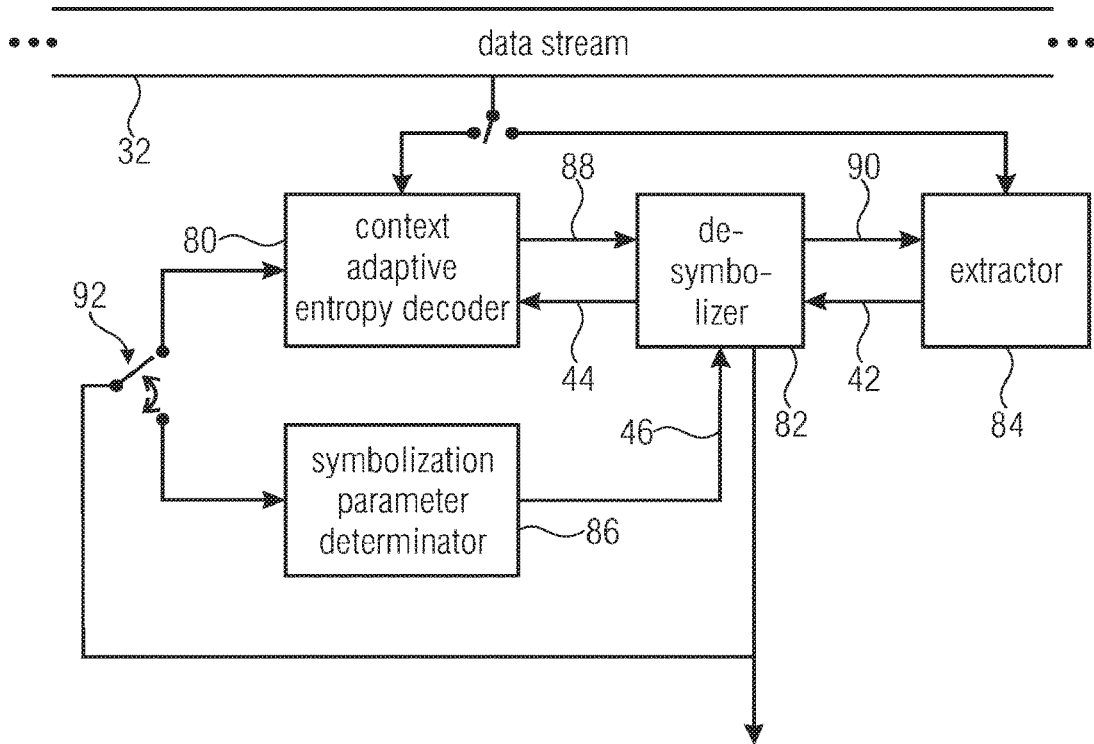 data stream
32
88
90
80
context
adaptive
entropy decoder
de-
symbo-
lizer
extractor
92
44
42
46
82
84
symbolization
parameter
determinator
86